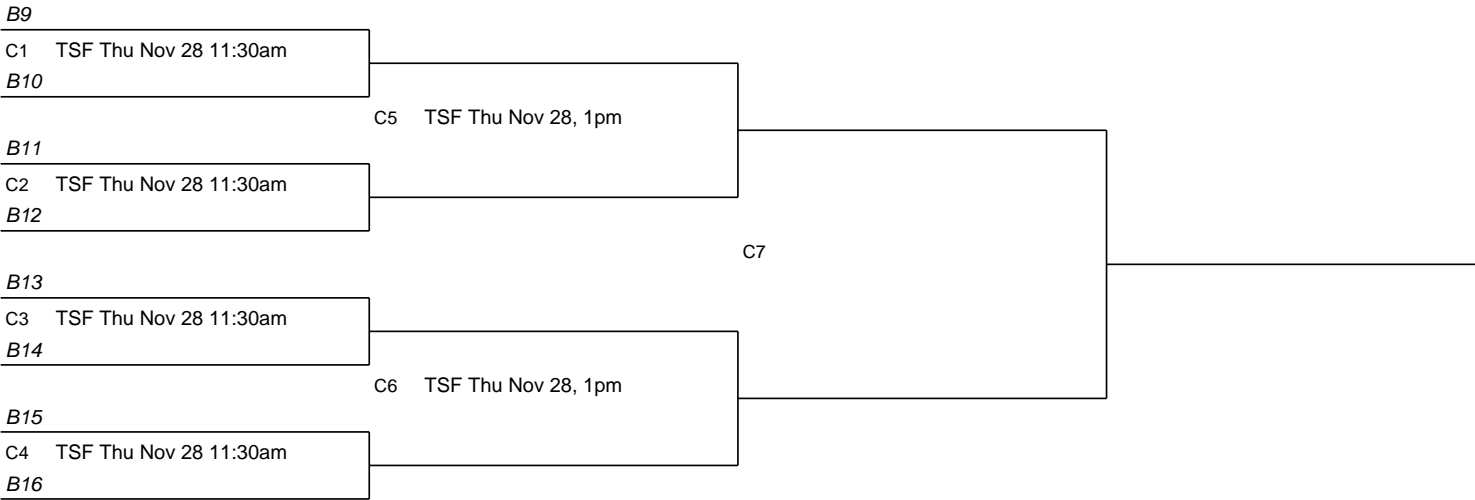 B9
C1 TSF Thu Nov 28 11:30am
B10
C5 TSF Thu Nov 28, 1pm
B11
C2 TSF Thu Nov 28 11:30am
B12
C7
B13
C3 TSF Thu Nov 28 11:30am
B14
C6 TSF Thu Nov 28, 1pm
B15
C4 TSF Thu Nov 28 11:30am
B16